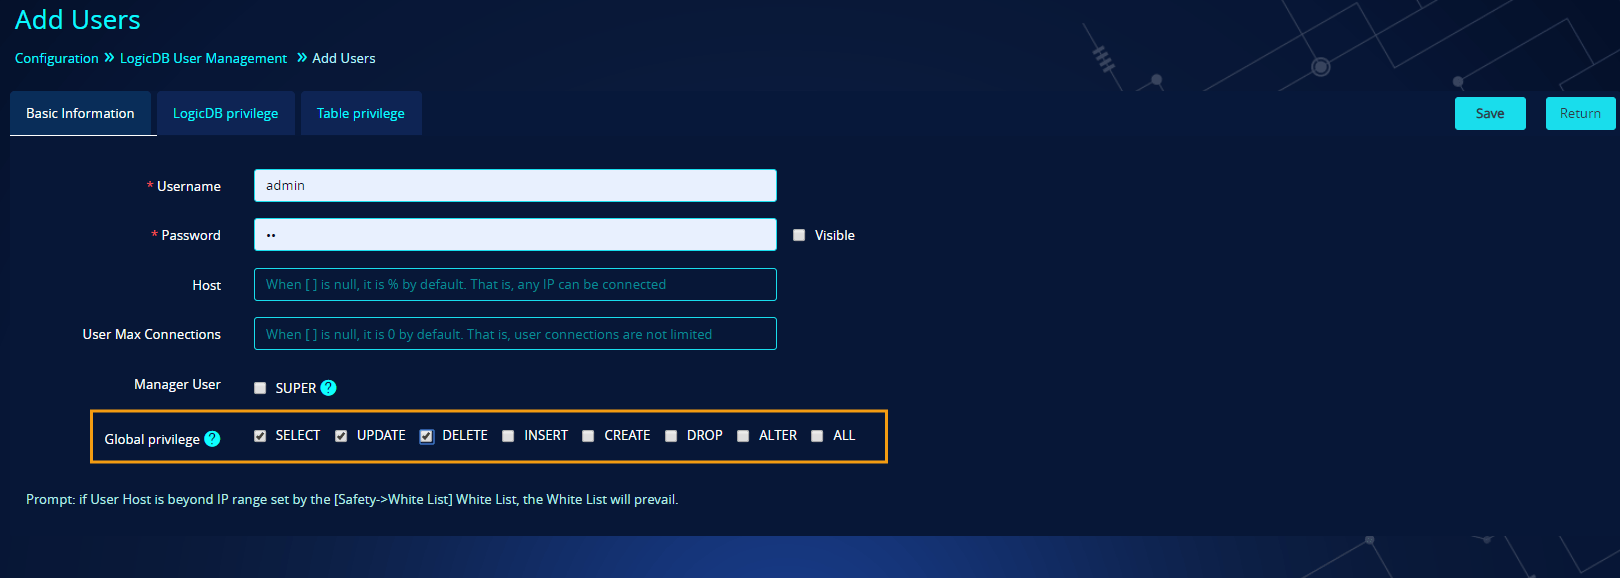 Add Users
Configuration » LogicDB User Management » Add Users
Basic Information LogicDB privilege Table privilege Save Return
* Username admin
* Password •• Visible
Host When [ ] is null, it is % by default. That is, any IP can be connected
User Max Connections When [ ] is null, it is 0 by default. That is, user connections are not limited
Manager User SUPER ?
Global privilege ? SELECT UPDATE DELETE INSERT CREATE DROP ALTER ALL
Prompt: if User Host is beyond IP range set by the [Safety->White List] White List, the White List will prevail.